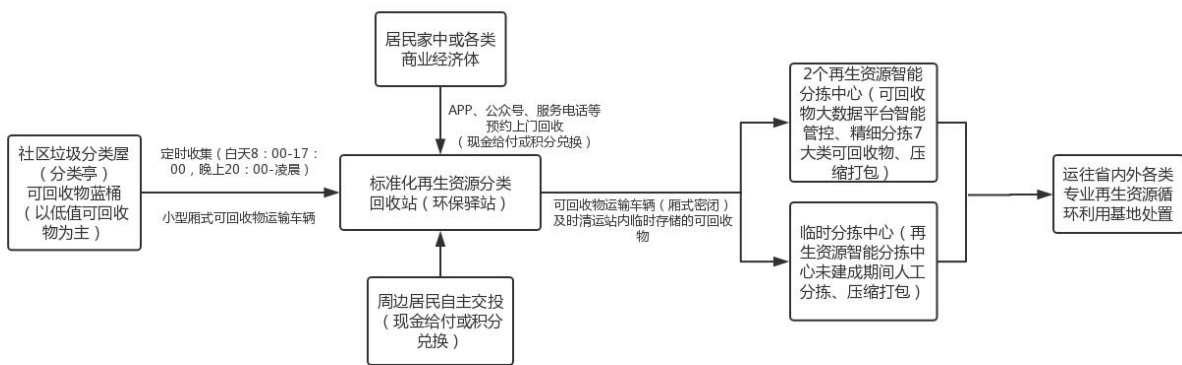 居民家中或各类
商业经济体
APP、公众号、服务电话等
预约上门回收
（现金给付或积分兑换）
社区垃圾分类屋
（分类亭）
可回收物蓝桶
（以低值可回收
物为主）
定时收集（白天8：00-17：
00，晚上20：00-凌晨）
小型厢式可回收物运输车辆
标准化再生资源分类
回收站（环保驿站）
周边居民自主交投
（现金给付或积分
兑换）
可回收物运输车辆（厢式密闭）
及时清运站内临时存储的可回收
物
2个再生资源智能
分拣中心（可回收
物大数据平台智能
管控、精细分拣7
大类可回收物、压
缩打包）
临时分拣中心（再
生资源智能分拣中
心未建成期间人工
分拣、压缩打包）
运往省内外各类
专业再生资源循
环利用基地处置